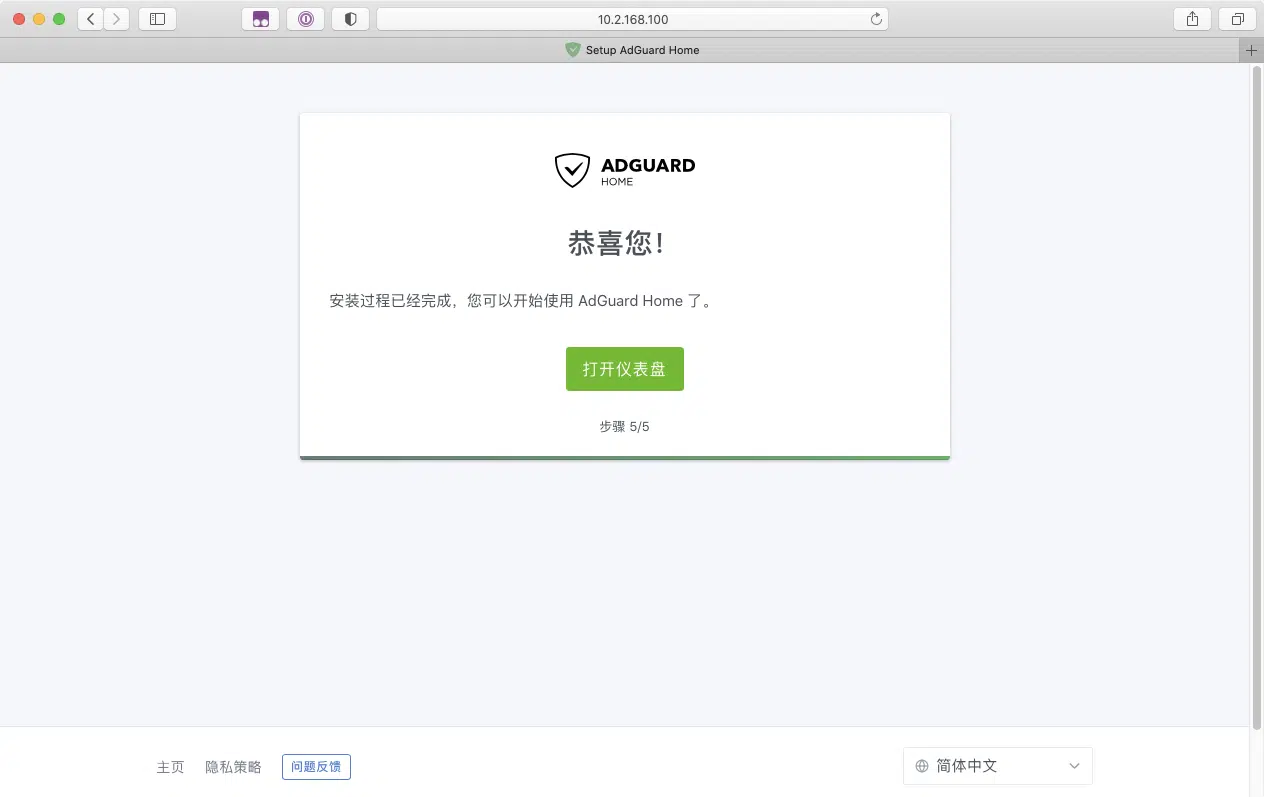 10.2.168.100
Setup AdGuard Home
ADGUARD
HOME
恭喜您！
安装过程已经完成，您可以开始使用 AdGuard Home 了。
打开仪表盘
步骤 5/5
主页 隐私策略 问题反馈 简体中文